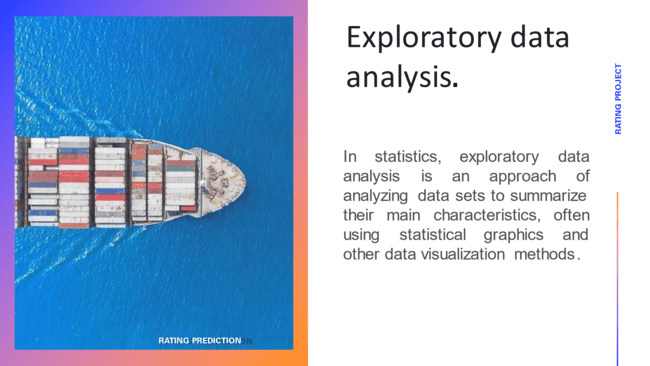 Exploratory data
analysis.
RATING PROJECT
In statistics, exploratory data
analysis is an approach of
analyzing data sets to summarize
their main characteristics, often
using statistical graphics and
other data visualization methods.
RATING PREDICTION